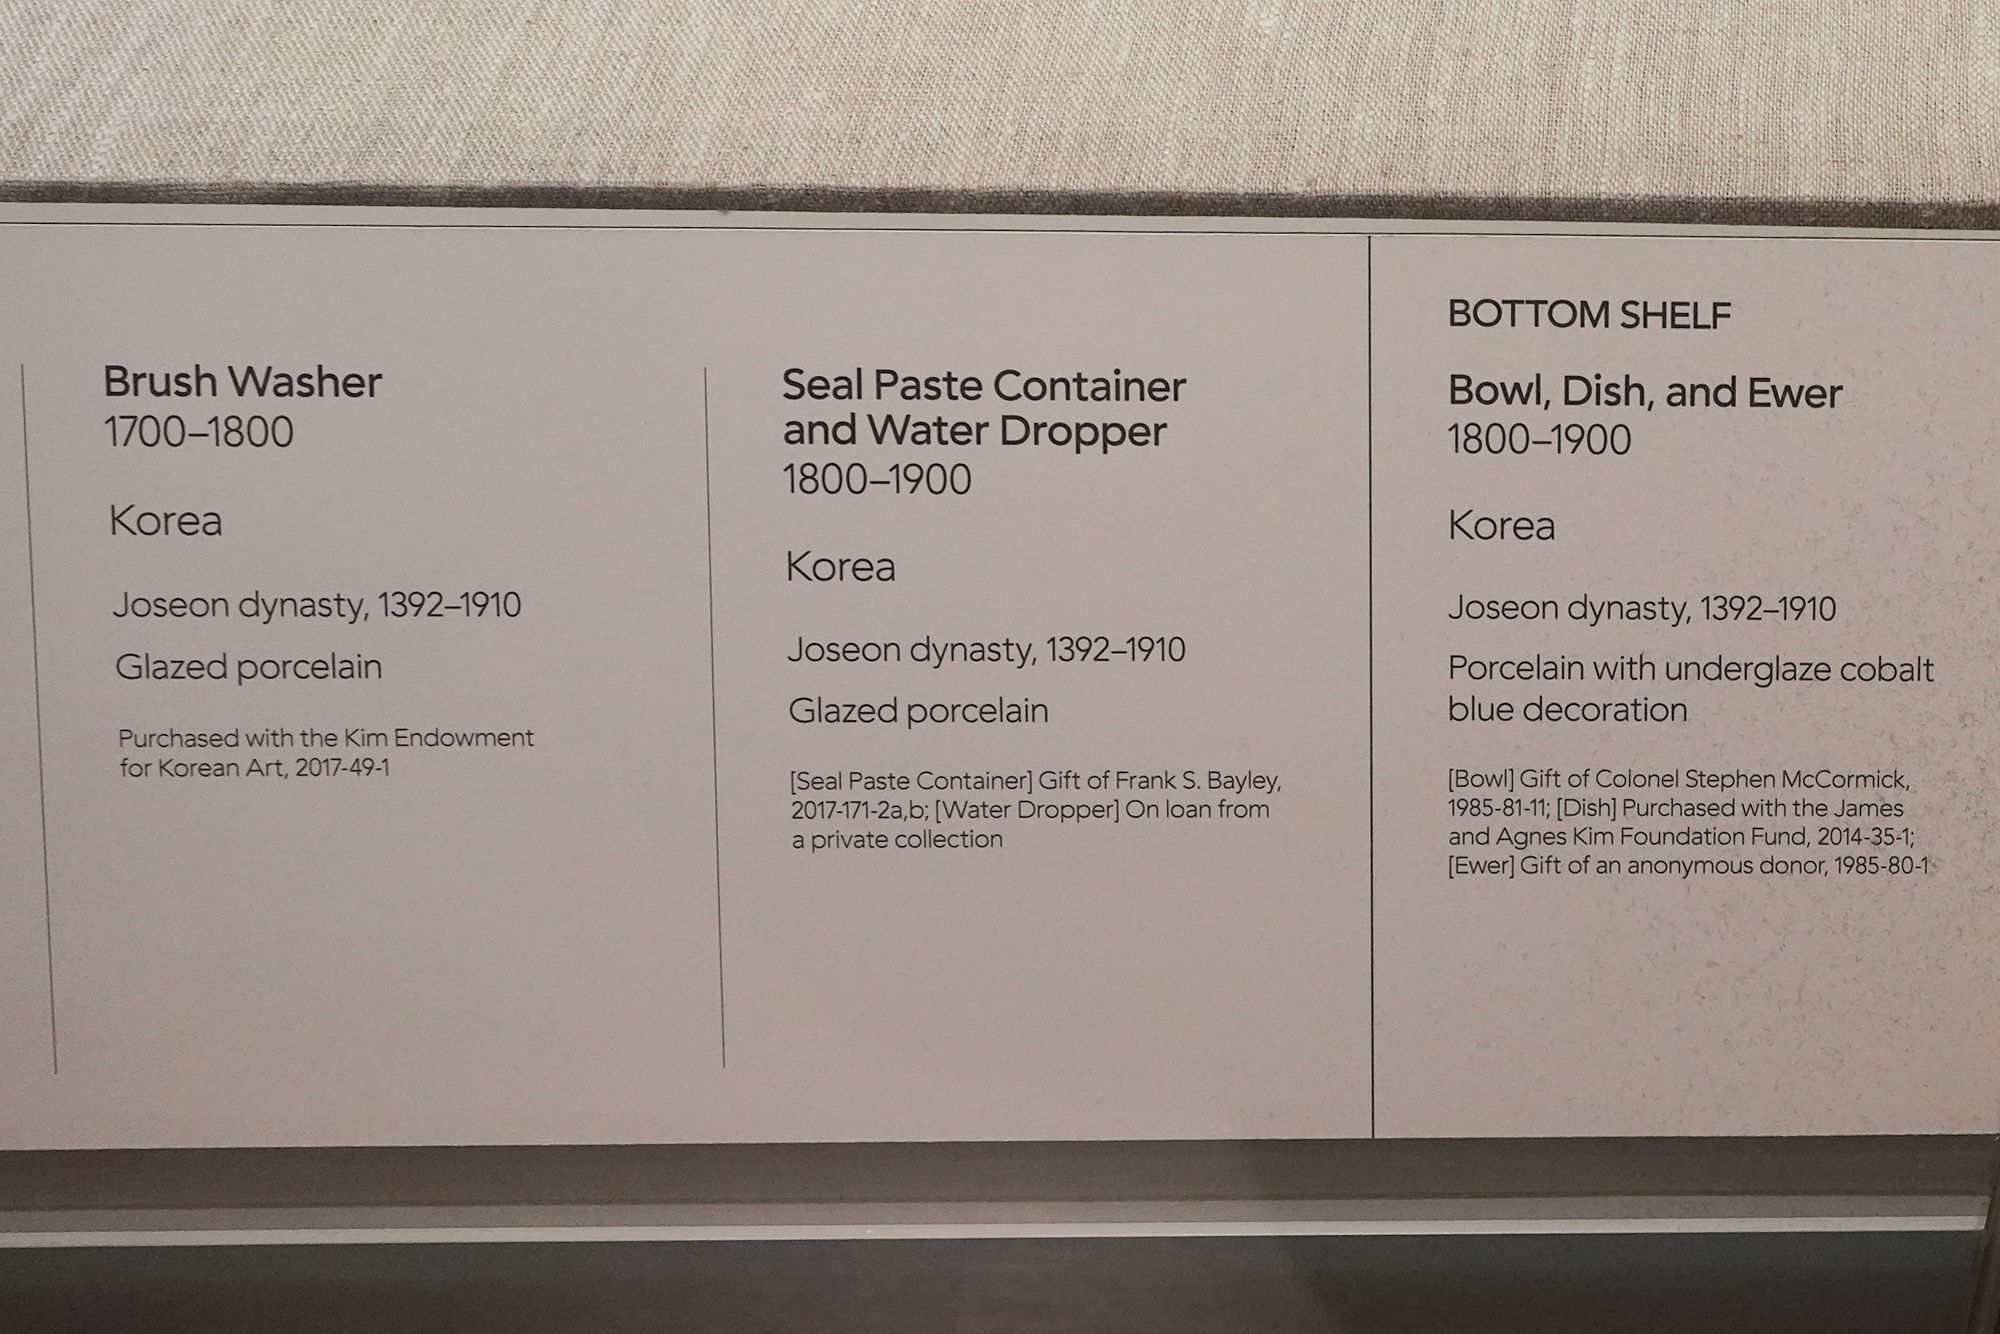 Brush Washer
1700–1800
Korea
Joseon dynasty, 1392–1910
Glazed porcelain
Purchased with the Kim Endowment
for Korean Art, 2017-49-1
Seal Paste Container
and Water Dropper
1800–1900
Korea
Joseon dynasty, 1392–1910
Glazed porcelain
[Seal Paste Container] Gift of Frank S. Bayley,
2017-171-2a,b; [Water Dropper] On loan from
a private collection
BOTTOM SHELF
Bowl, Dish, and Ewer
1800–1900
Korea
Joseon dynasty, 1392–1910
Porcelain with underglaze cobalt
blue decoration
[Bowl] Gift of Colonel Stephen McCormick,
1985-81-11; [Dish] Purchased with the James
and Agnes Kim Foundation Fund, 2014-35-1;
[Ewer] Gift of an anonymous donor, 1985-80-1